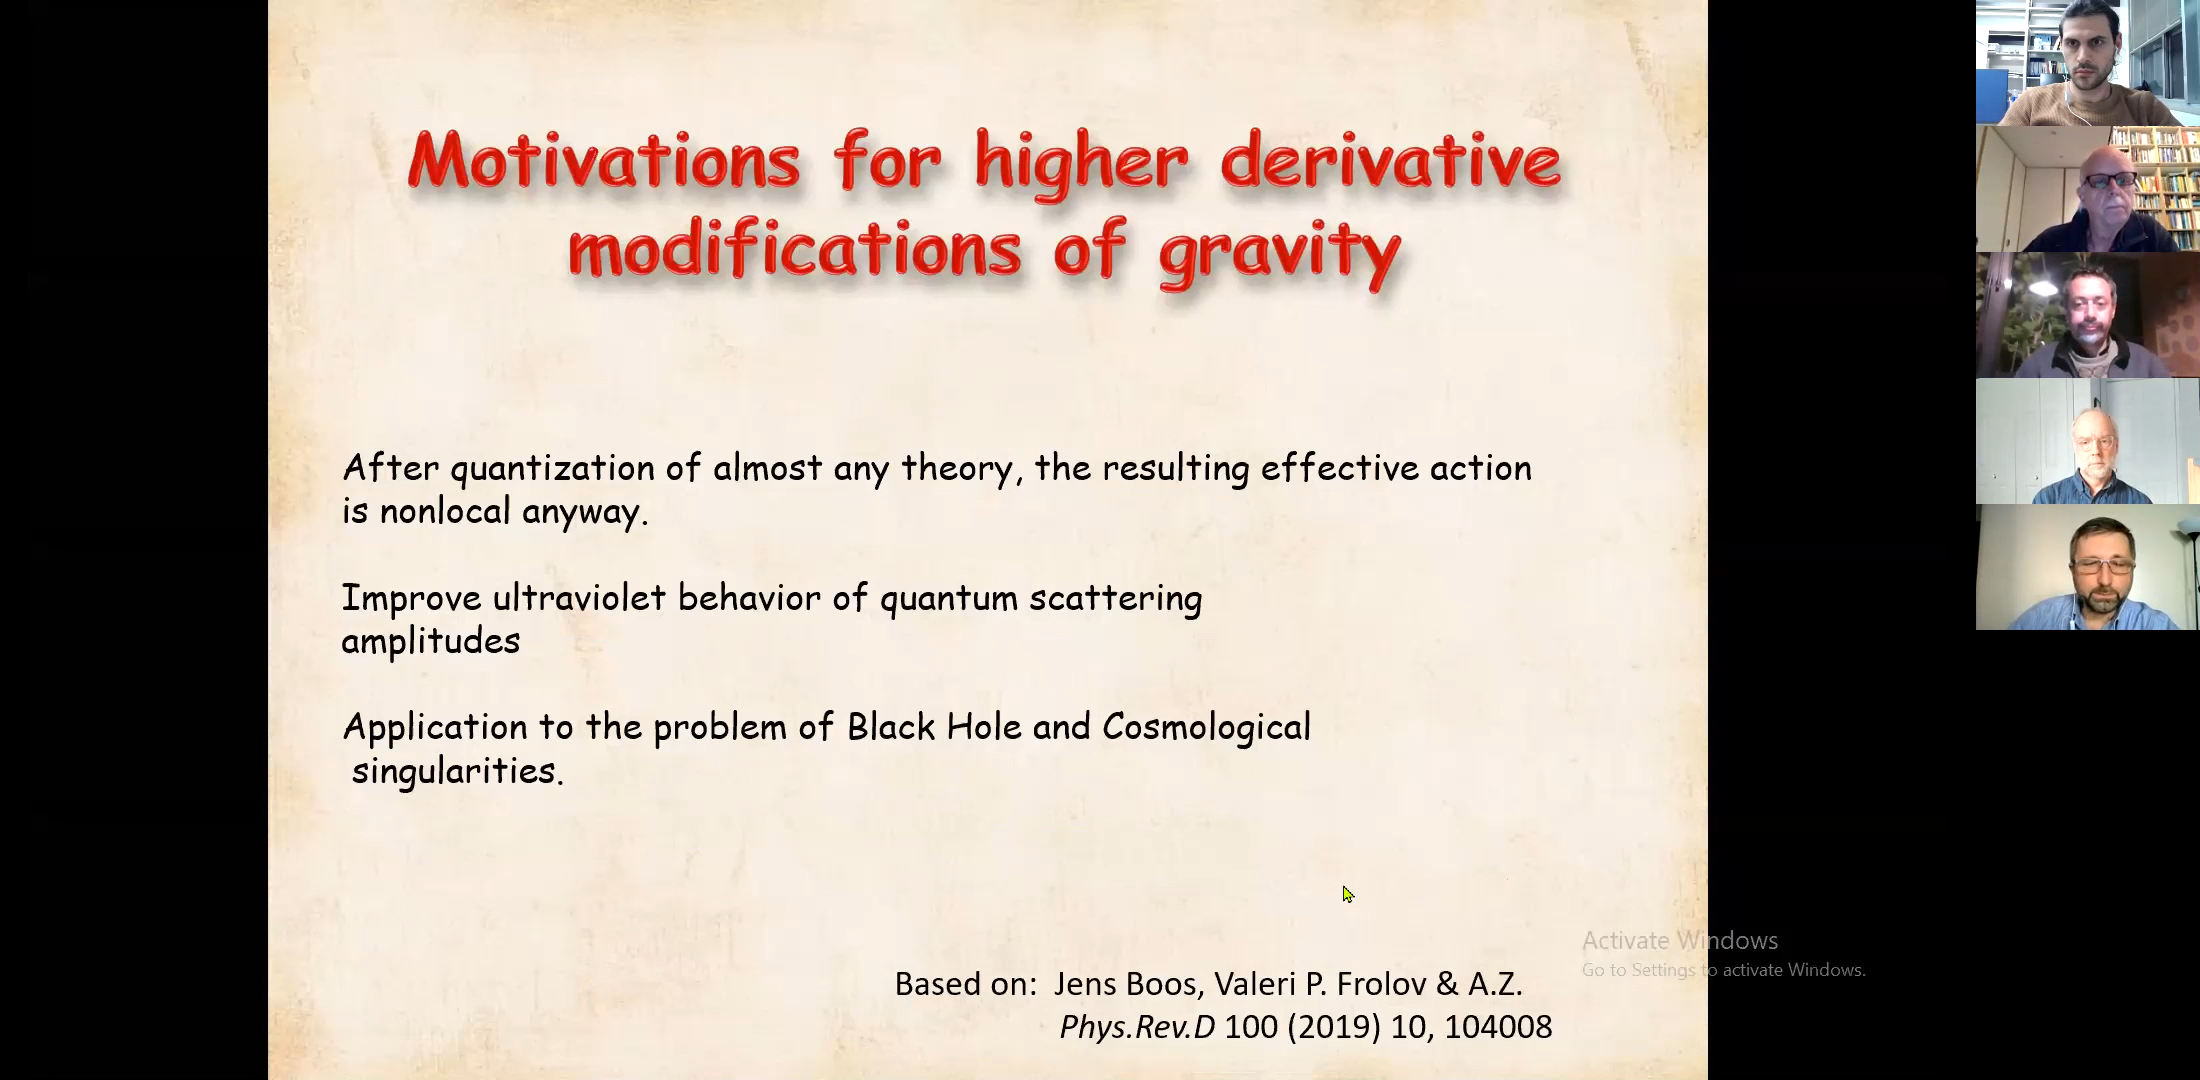 Motivations for higher derivative
modifications of gravity
After quantization of almost any theory, the resulting effective action
is nonlocal anyway.
Improve ultraviolet behavior of quantum scattering
amplitudes
Application to the problem of Black Hole and Cosmological
singularities.
Activate Windows
Go to Settings to activate Windows.
Based on: Jens Boos, Valeri P. Frolov & A.Z.
Phys.Rev.D 100 (2019) 10, 104008